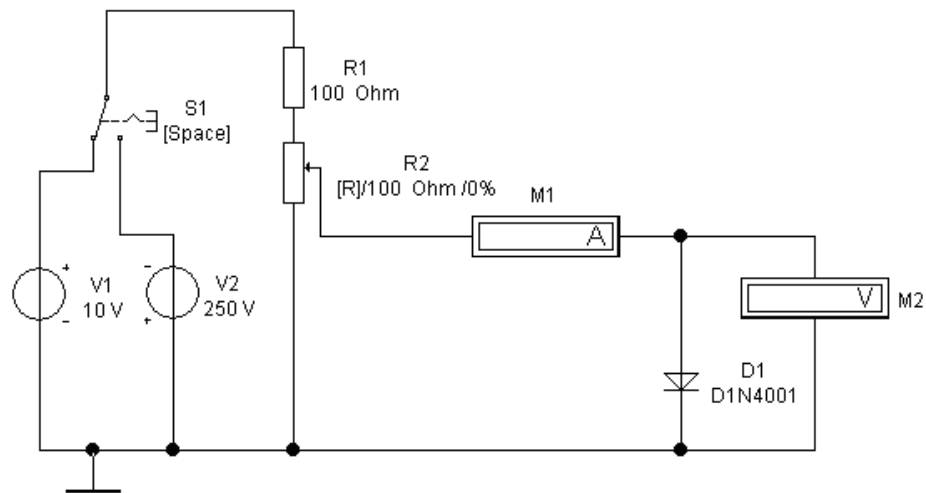 R1
100 Ohm
S1
[Space]
R2
[R]/100 Ohm /0%
M1
A
+
-
V1
10 V
-
+
V2
250 V
V
M2
D1
D1N4001